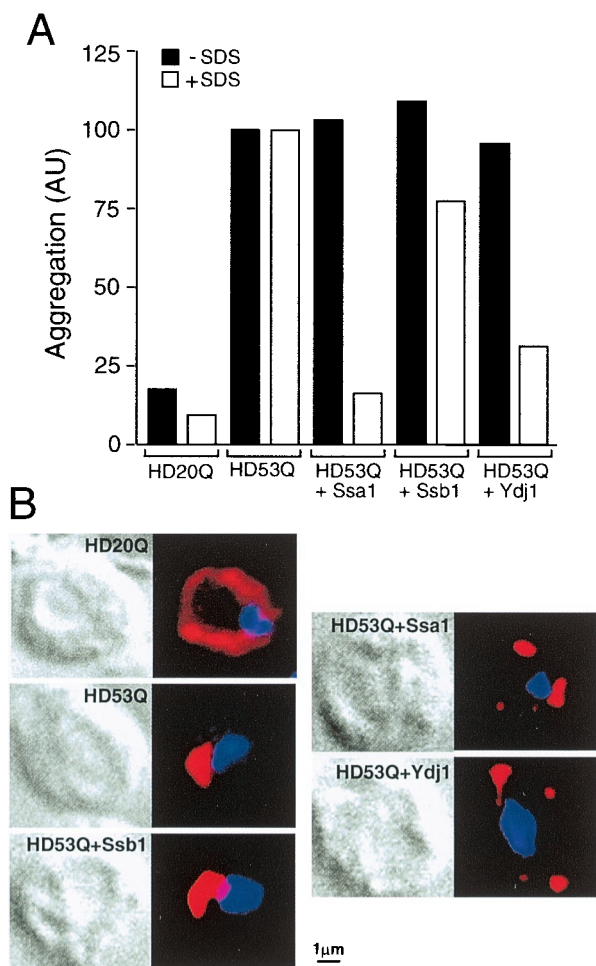 A
- SDS
+ SDS
Aggregation (AU)
125
100
75
50
25
0
HD20Q
HD53Q
HD53Q
+ Ssa1
HD53Q
+ Ssb1
HD53Q
+ Ydj1
B
HD20Q
HD53Q
HD53Q+Ssb1
HD53Q+Ssa1
HD53Q+Ydj1
1μm